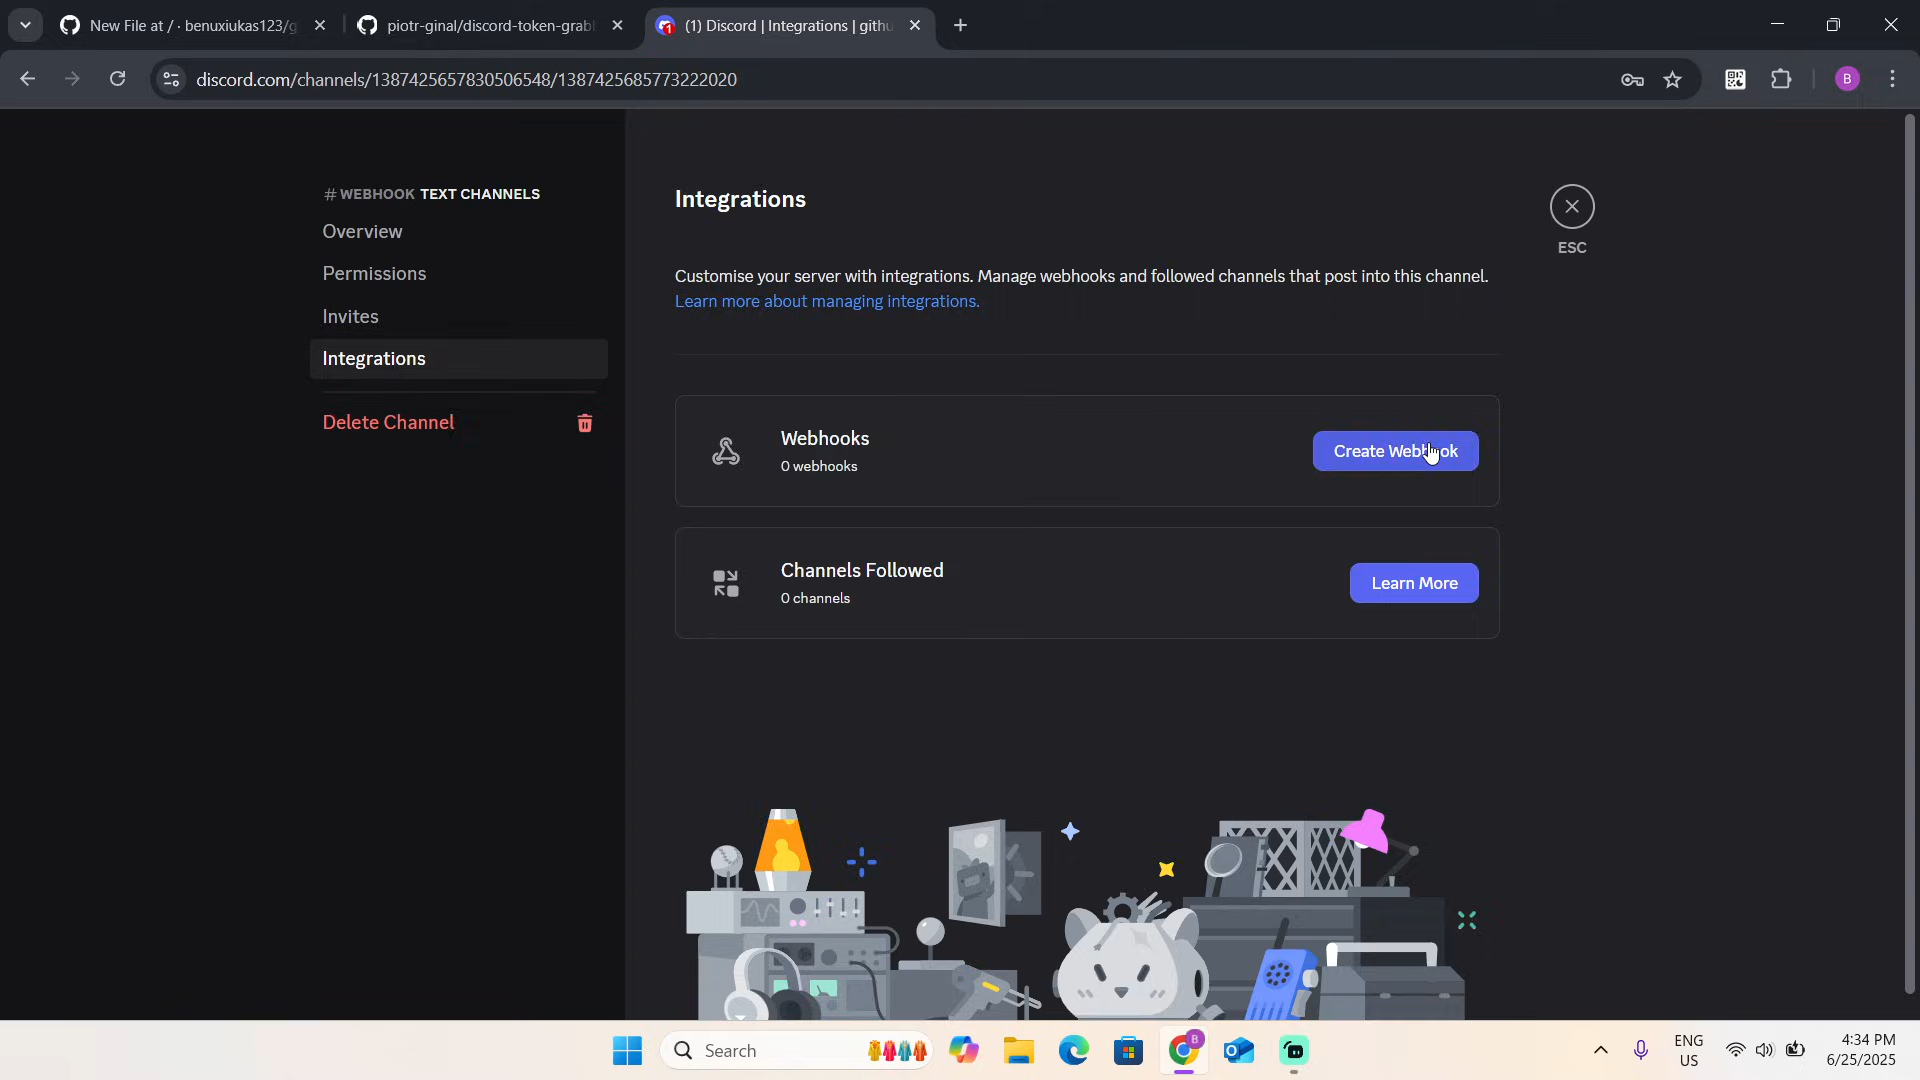 New File at / · benuxiukas123/g
piotr-ginal/discord-token-grab
(1) Discord | Integrations | githu
discord.com/channels/1387425657830506548/1387425685773222020
B
# WEBHOOK TEXT CHANNELS
Overview
Permissions
Invites
Integrations
Delete Channel
Integrations
ESC
Customise your server with integrations. Manage webhooks and followed channels that post into this channel.
Learn more about managing integrations.
Webhooks
0 webhooks
Create Webhook
Channels Followed
0 channels
Learn More
Search
B
ENG
US
4:34 PM
6/25/2025